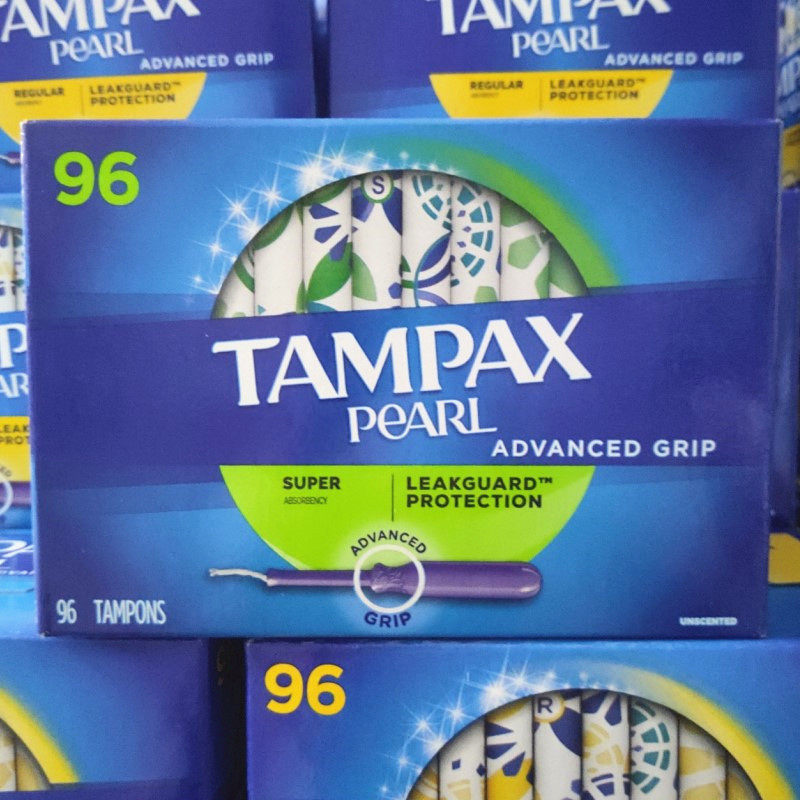 TAMPAX
PEARL
ADVANCED GRIP
REGULAR
LEAKGUARD™
PROTECTION
TAMPAX
PEARL
ADVANCED GRIP
REGULAR
LEAKGUARD™
PROTECTION
96
S
TAMPAX
PEARL
ADVANCED GRIP
SUPER
ABSORBENCY
LEAKGUARD™
PROTECTION
ADVANCED
GRIP
96 TAMPONS
UNSCENTED
96
R